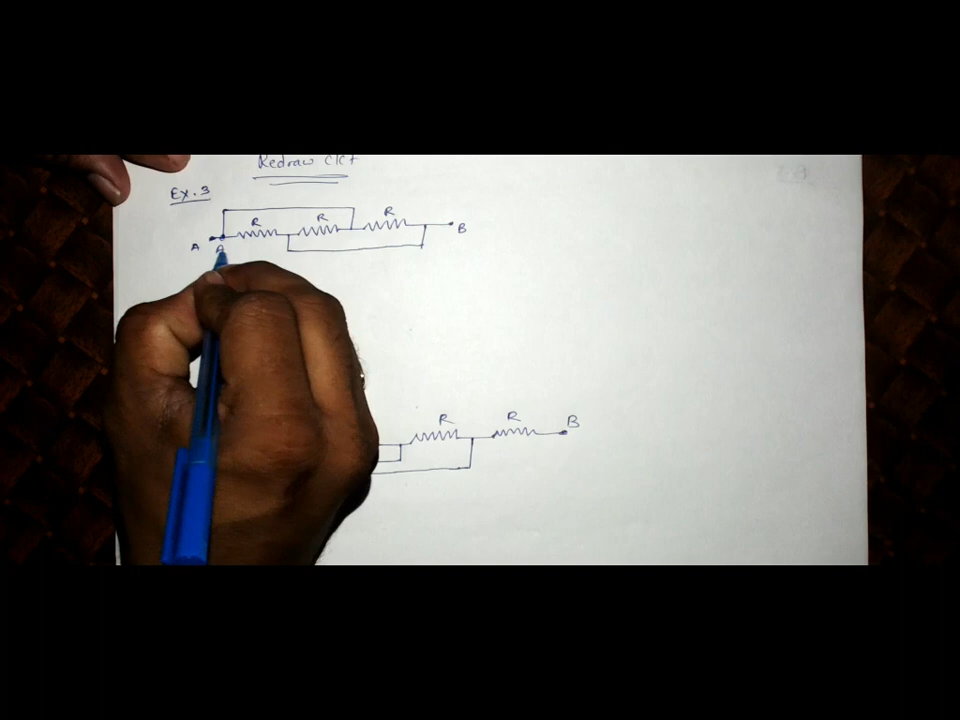 Redraw CKt
Ex. 3
R R R
A A B
R R B